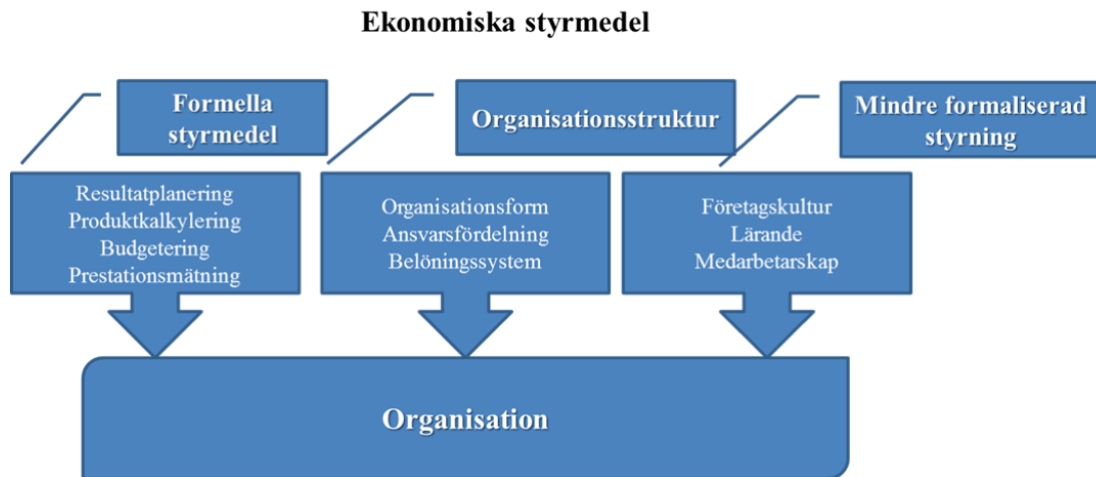 Ekonomiska styrmedel
Formella
styrmedel
Organisationsstruktur
Mindre formaliserad
styrning
Resultatplanering
Produktkalkylering
Budgetering
Prestationsmätning
Organisationsform
Ansvarsfördelning
Belöningssystem
Företagskultur
Lärande
Medarbetarskap
Organisation